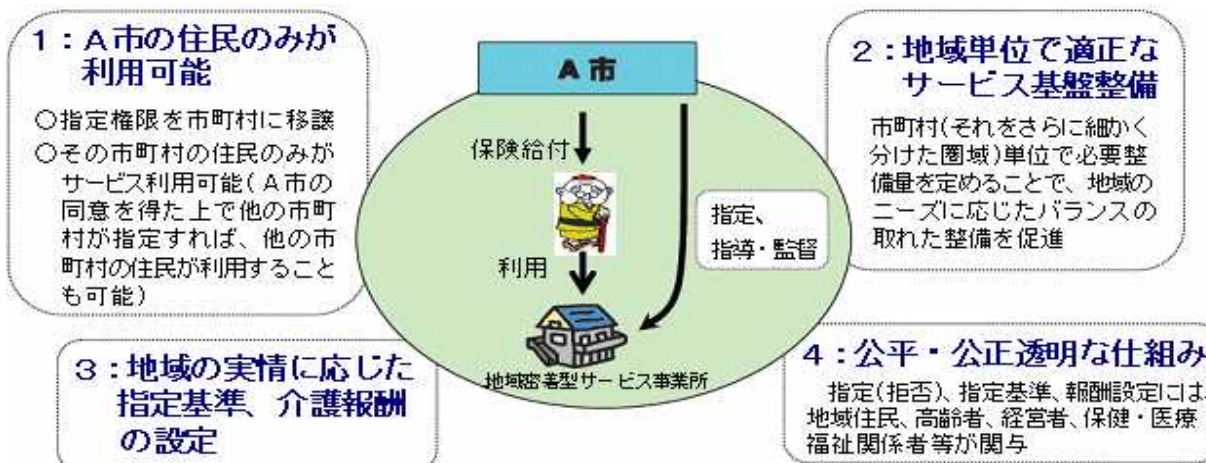 1：A市の住民のみが
利用可能
○指定権限を市町村に移譲
○その市町村の住民のみが
サービス利用可能(A市の
同意を得た上で他の市町
村が指定すれば、他の市
町村の住民が利用すること
も可能)
A市
保険給付
利用
指定、
指導・監督
地域密着型サービス事業所
2：地域単位で適正な
サービス基盤整備
市町村(それをさらに細かく
分けた圏域)単位で必要整
備量を定めることで、地域の
ニーズに応じたバランスの
取れた整備を促進
3：地域の実情に応じた
指定基準、介護報酬
の設定
4：公平・公正透明な仕組み
指定(拒否)、指定基準、報酬設定には
地域住民、高齢者、経営者、保健・医療
福祉関係者等が関与